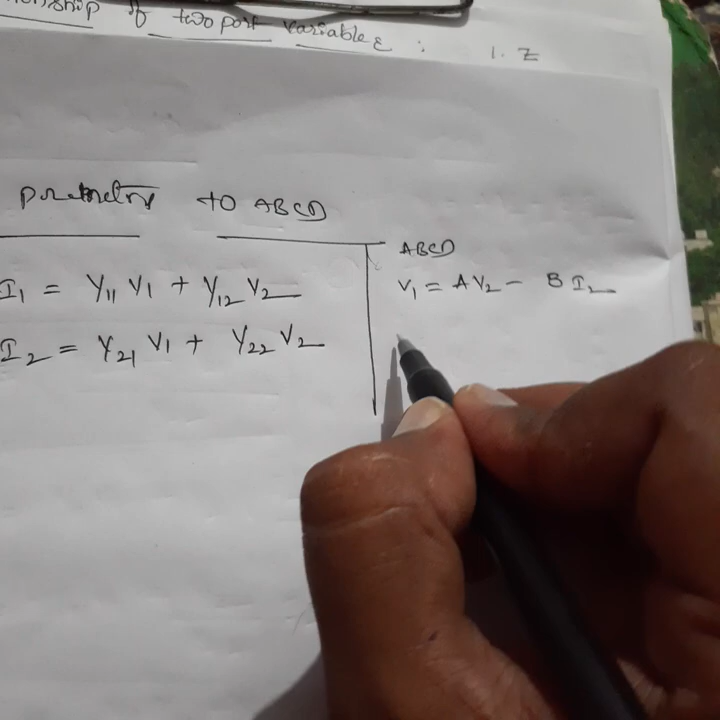 of two port variables : 1. Z
to ABCD
I1 = Y11 V1 + Y12 V2
I2 = Y21 V1 + Y22 V2
ABCD
V1 = AV2 - BI2